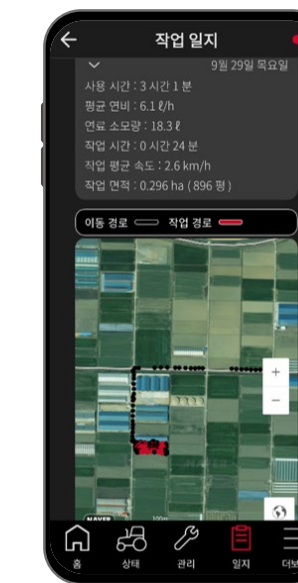 작업 일지
9월 29일 목요일
사용 시간 : 3 시간 1 분
평균 연비 : 6.1 ℓ/h
연료 소모량 : 18.3 ℓ
작업 시간 : 0 시간 24 분
작업 평균 속도 : 2.6 km/h
작업 면적 : 0.296 ha ( 896 평 )
이동 경로 작업 경로
+
−
NAVER 100m
홈 상태 관리 일지 더보